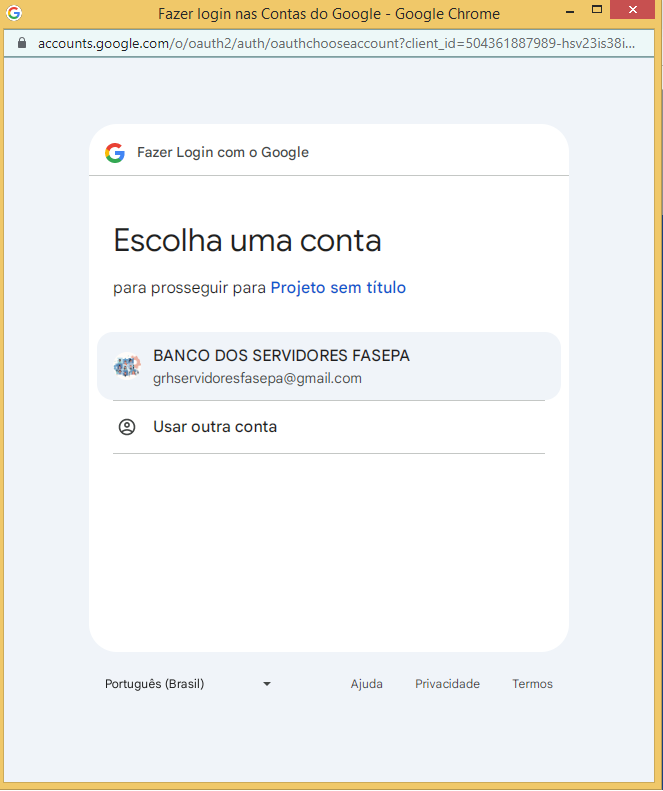 Fazer login nas Contas do Google - Google Chrome
accounts.google.com/o/oauth2/auth/oauthchooseaccount?client_id=504361887989-hsv23is38i...
Fazer Login com o Google
Escolha uma conta
para prosseguir para Projeto sem título
BANCO DOS SERVIDORES FASEPA
grhservidoresfasepa@gmail.com
Usar outra conta
Português (Brasil) Ajuda Privacidade Termos